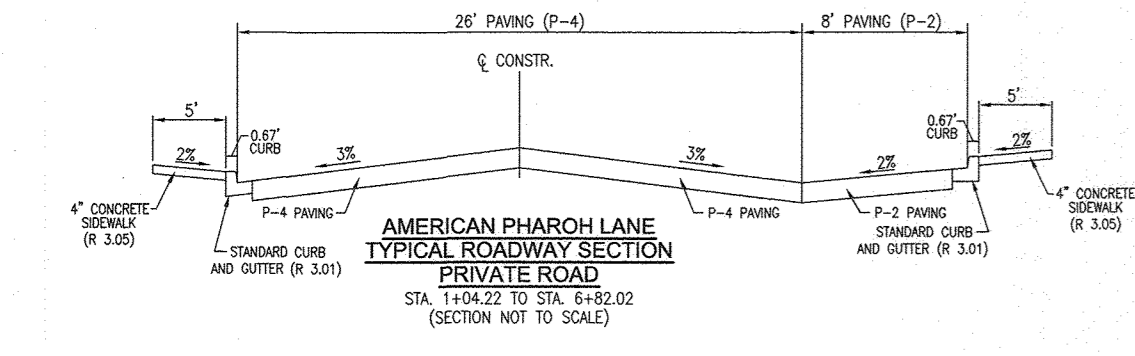 26' PAVING (P-4)
8' PAVING (P-2)
℄ CONSTR.
5'
0.67'
CURB
2%
3%
3%
2%
0.67'
CURB
5'
2%
4" CONCRETE
SIDEWALK
(R 3.05)
P-4 PAVING
STANDARD CURB
AND GUTTER (R 3.01)
P-4 PAVING
P-2 PAVING
STANDARD CURB
AND GUTTER (R 3.01)
4" CONCRETE
SIDEWALK
(R 3.05)
AMERICAN PHAROH LANE
TYPICAL ROADWAY SECTION
PRIVATE ROAD
STA. 1+04.22 TO STA. 6+82.02
(SECTION NOT TO SCALE)